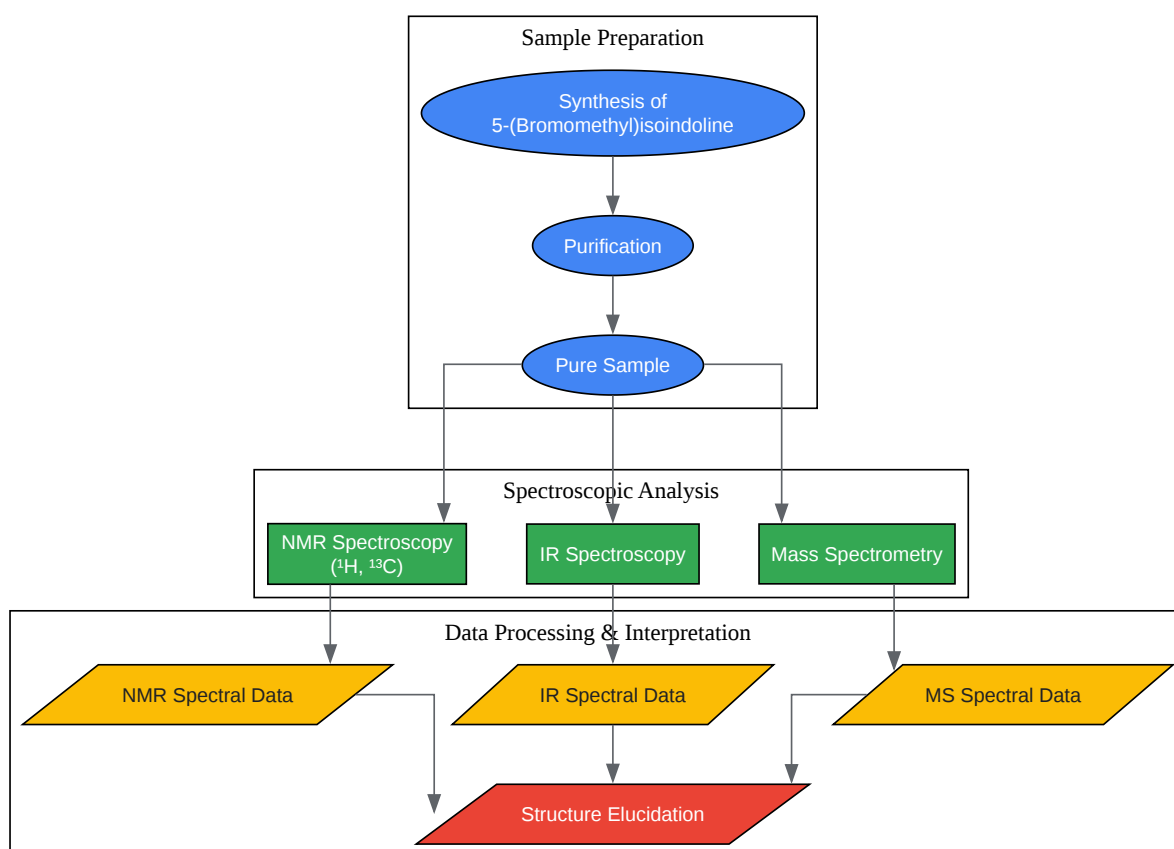 Sample Preparation
Synthesis of
5-(Bromomethyl)isoindoline
Purification
Pure Sample
Spectroscopic Analysis
NMR Spectroscopy
(¹H, ¹³C)
IR Spectroscopy
Mass Spectrometry
Data Processing & Interpretation
NMR Spectral Data
IR Spectral Data
MS Spectral Data
Structure Elucidation